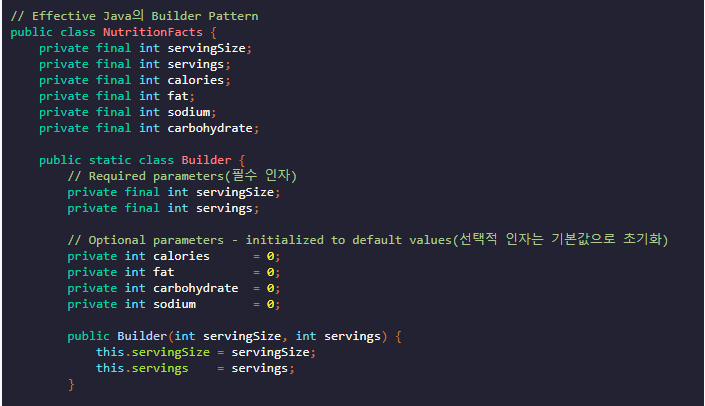 // Effective Java의 Builder Pattern
public class NutritionFacts {
    private final int servingSize;
    private final int servings;
    private final int calories;
    private final int fat;
    private final int sodium;
    private final int carbohydrate;

    public static class Builder {
        // Required parameters(필수 인자)
        private final int servingSize;
        private final int servings;

        // Optional parameters - initialized to default values(선택적 인자는 기본값으로 초기화)
        private int calories      = 0;
        private int fat           = 0;
        private int carbohydrate  = 0;
        private int sodium        = 0;

        public Builder(int servingSize, int servings) {
            this.servingSize = servingSize;
            this.servings    = servings;
        }